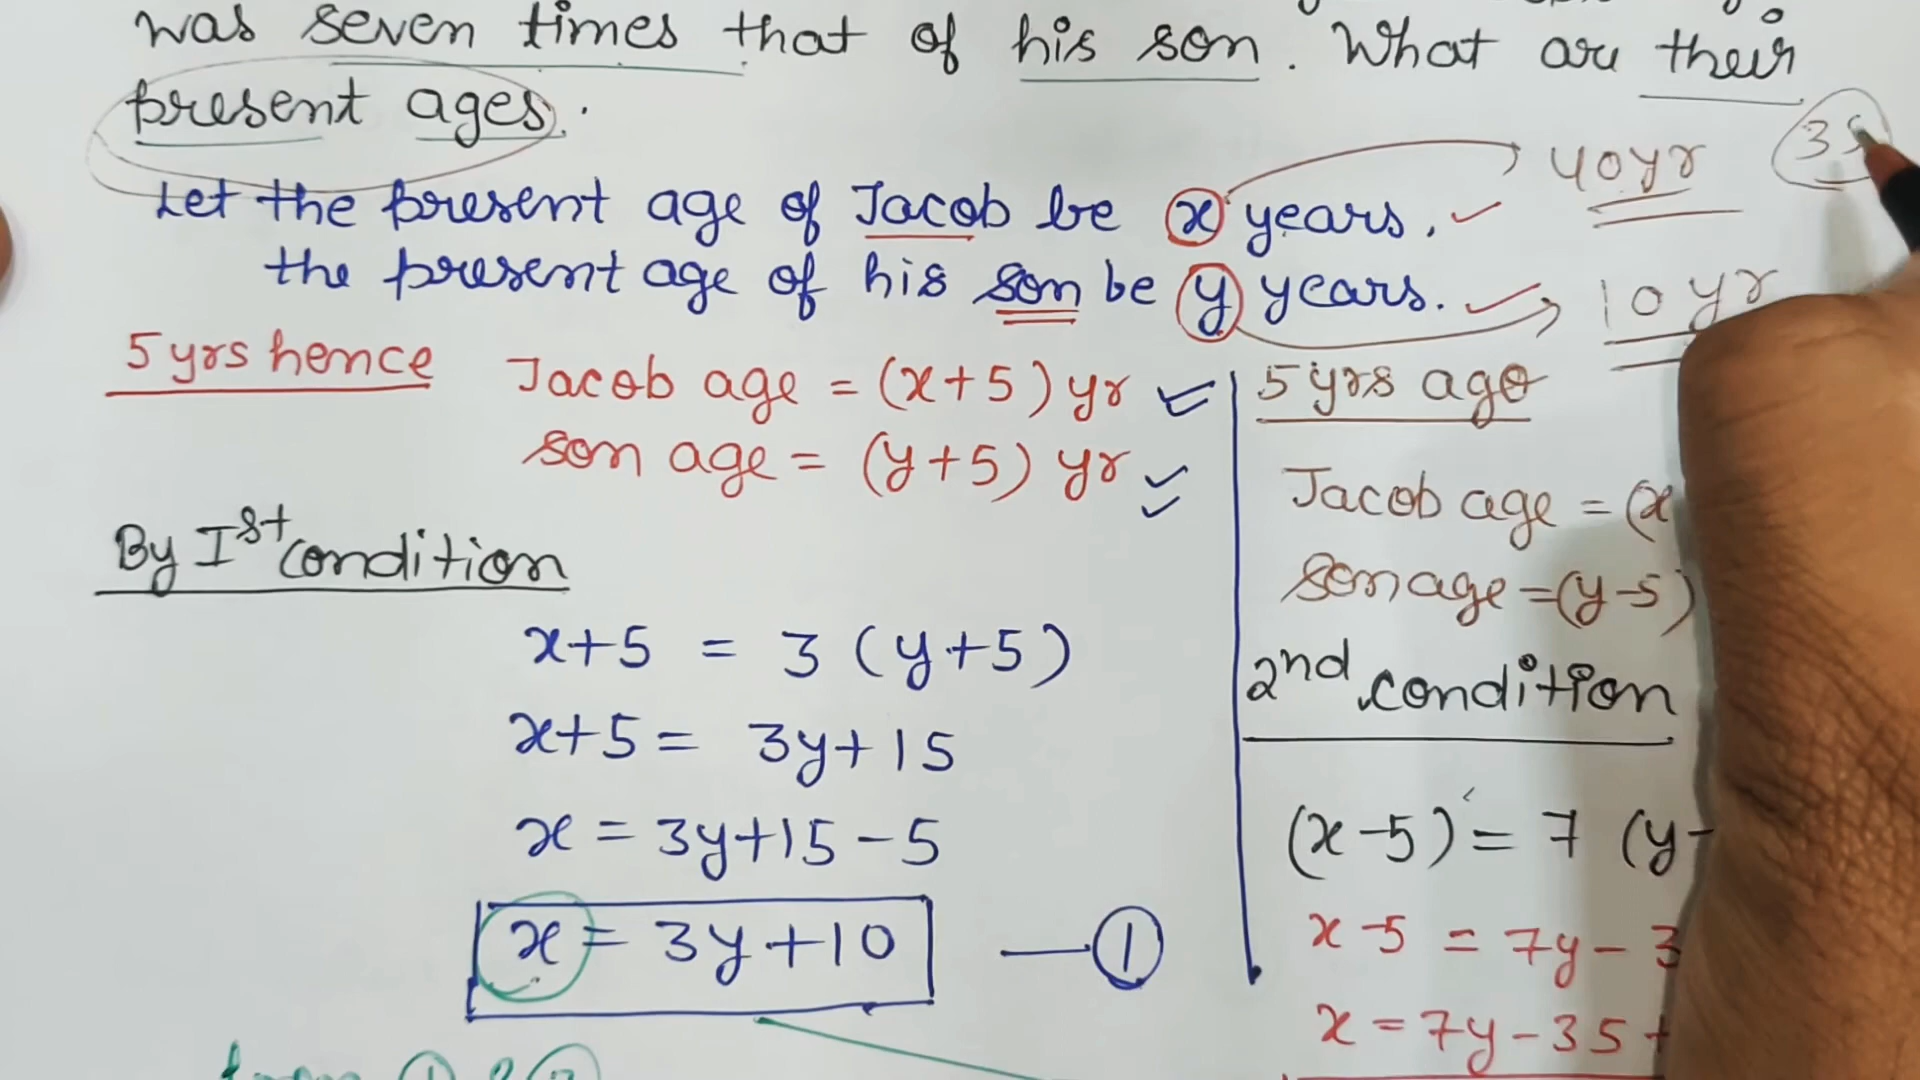 was seven times that of his son. What are their
present ages.
35
40yr
Let the present age of Jacob be x years.
the present age of his son be y years.
10 yr
5 yrs hence
Jacob age = (x+5) yr
son age = (y+5) yr
By Ist condition
x+5 = 3 (y+5)
x+5 = 3y+15
x = 3y+15-5
x = 3y+10 — 1
5 yrs ago
Jacob age = (x
Son age = (y-5)
2nd condition
(x-5) = 7 (y-
x-5 = 7y-3
x = 7y-35+